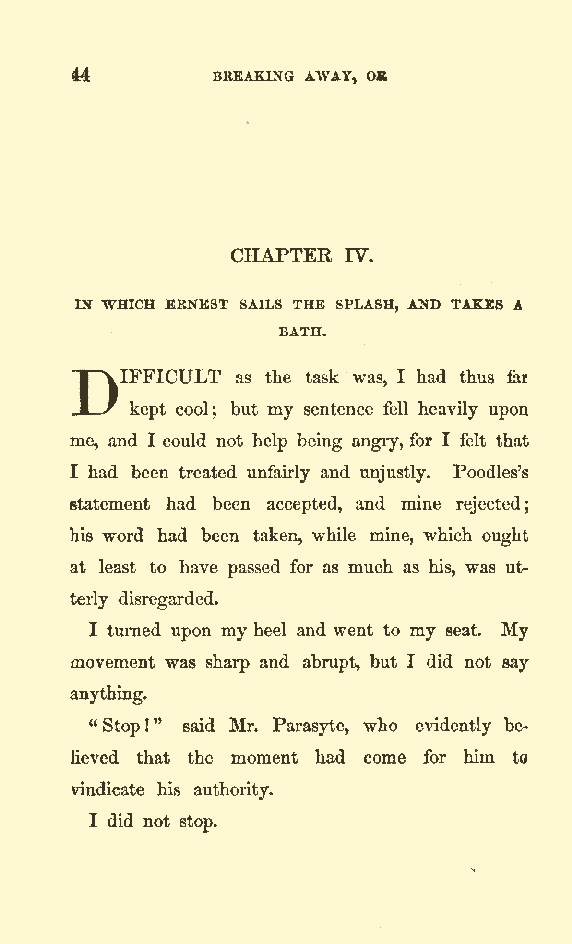 44 BREAKING AWAY, OR
CHAPTER IV.
IN WHICH ERNEST SAILS THE SPLASH, AND TAKES A
BATH.
DIFFICULT as the task was, I had thus far
kept cool; but my sentence fell heavily upon
me, and I could not help being angry, for I felt that
I had been treated unfairly and unjustly. Poodles's
statement had been accepted, and mine rejected;
his word had been taken, while mine, which ought
at least to have passed for as much as his, was ut-
terly disregarded.
I turned upon my heel and went to my seat. My
movement was sharp and abrupt, but I did not say
anything.
"Stop!" said Mr. Parasyte, who evidently be-
lieved that the moment had come for him to
vindicate his authority.
I did not stop.